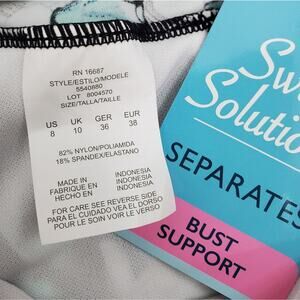 RN 16687
STYLE/ESTILO/MODELE
5540880
LOT 8004570
SIZE/TALLA/TAILLE
US UK GER EUR
8 10 36 38
82% NYLON/POLIAMIDA
18% SPANDEX/ELASTANO
MADE IN INDONESIA
FABRIQUE EN INDONESIA
HECHO EN INDONESIA
FOR CARE SEE REVERSE SIDE
PARA EL CUIDADO VEA EL DORSO
POUR LE SOIN VOIR LE VERSO
Sw
Solutio
SEPARATES
BUST
SUPPORT